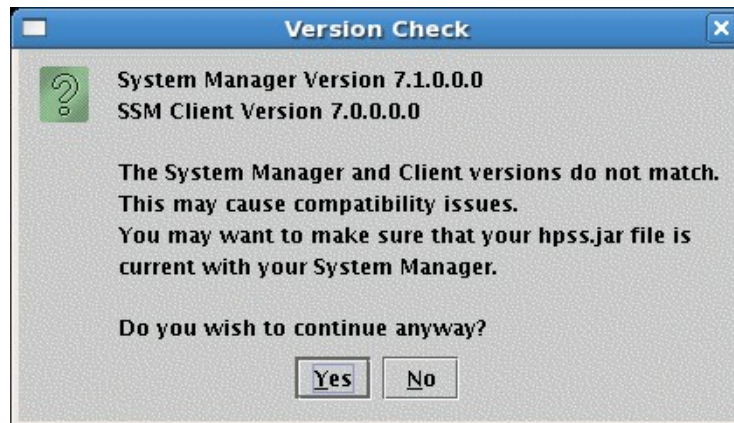 Version Check
System Manager Version 7.1.0.0.0
SSM Client Version 7.0.0.0.0
The System Manager and Client versions do not match.
This may cause compatibility issues.
You may want to make sure that your hpss.jar file is
current with your System Manager.
Do you wish to continue anyway?
Yes No